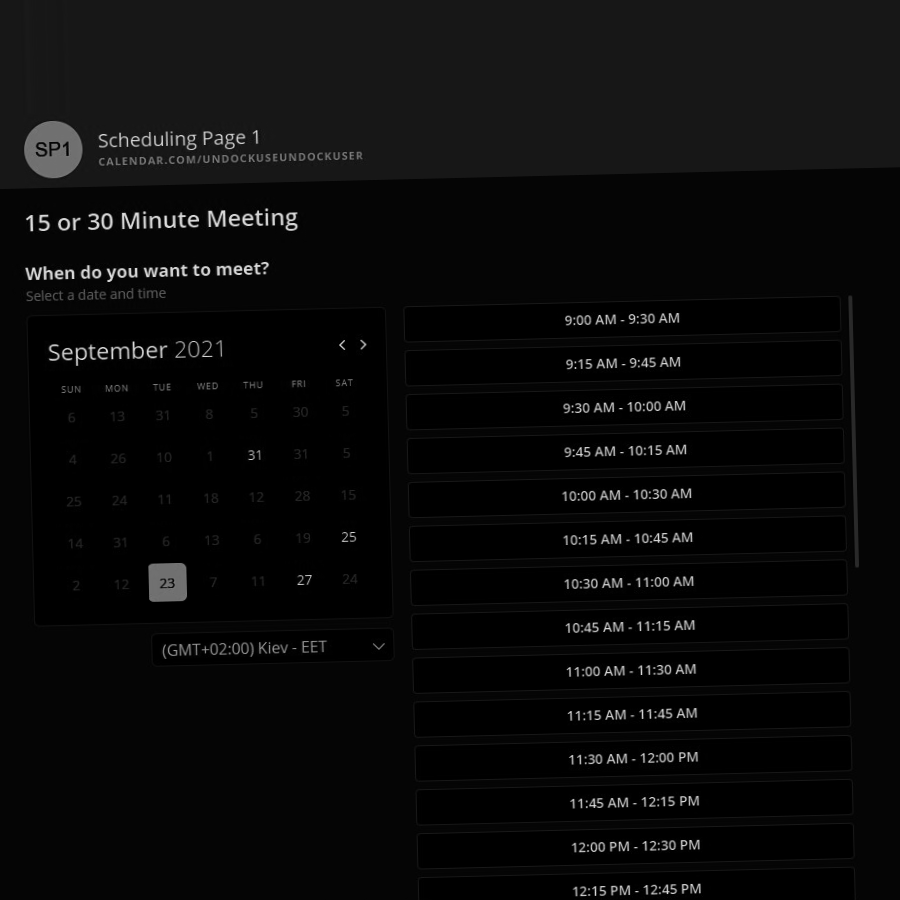 SP1
Scheduling Page 1
CALENDAR.COM/UNDOCKUSEUNDOCKUSER
15 or 30 Minute Meeting
When do you want to meet?
Select a date and time
September 2021
SUN MON TUE WED THU FRI SAT
6 13 31 8 5 30 5
4 26 10 1 31 31 5
25 24 11 18 12 28 15
14 31 6 13 6 19 25
2 12 23 7 11 27 24
(GMT+02:00) Kiev - EET
9:00 AM - 9:30 AM
9:15 AM - 9:45 AM
9:30 AM - 10:00 AM
9:45 AM - 10:15 AM
10:00 AM - 10:30 AM
10:15 AM - 10:45 AM
10:30 AM - 11:00 AM
10:45 AM - 11:15 AM
11:00 AM - 11:30 AM
11:15 AM - 11:45 AM
11:30 AM - 12:00 PM
11:45 AM - 12:15 PM
12:00 PM - 12:30 PM
12:15 PM - 12:45 PM